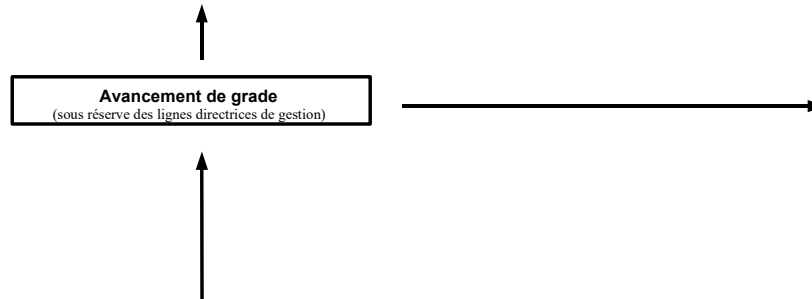 Avancement de grade
(sous réserve des lignes directrices de gestion)